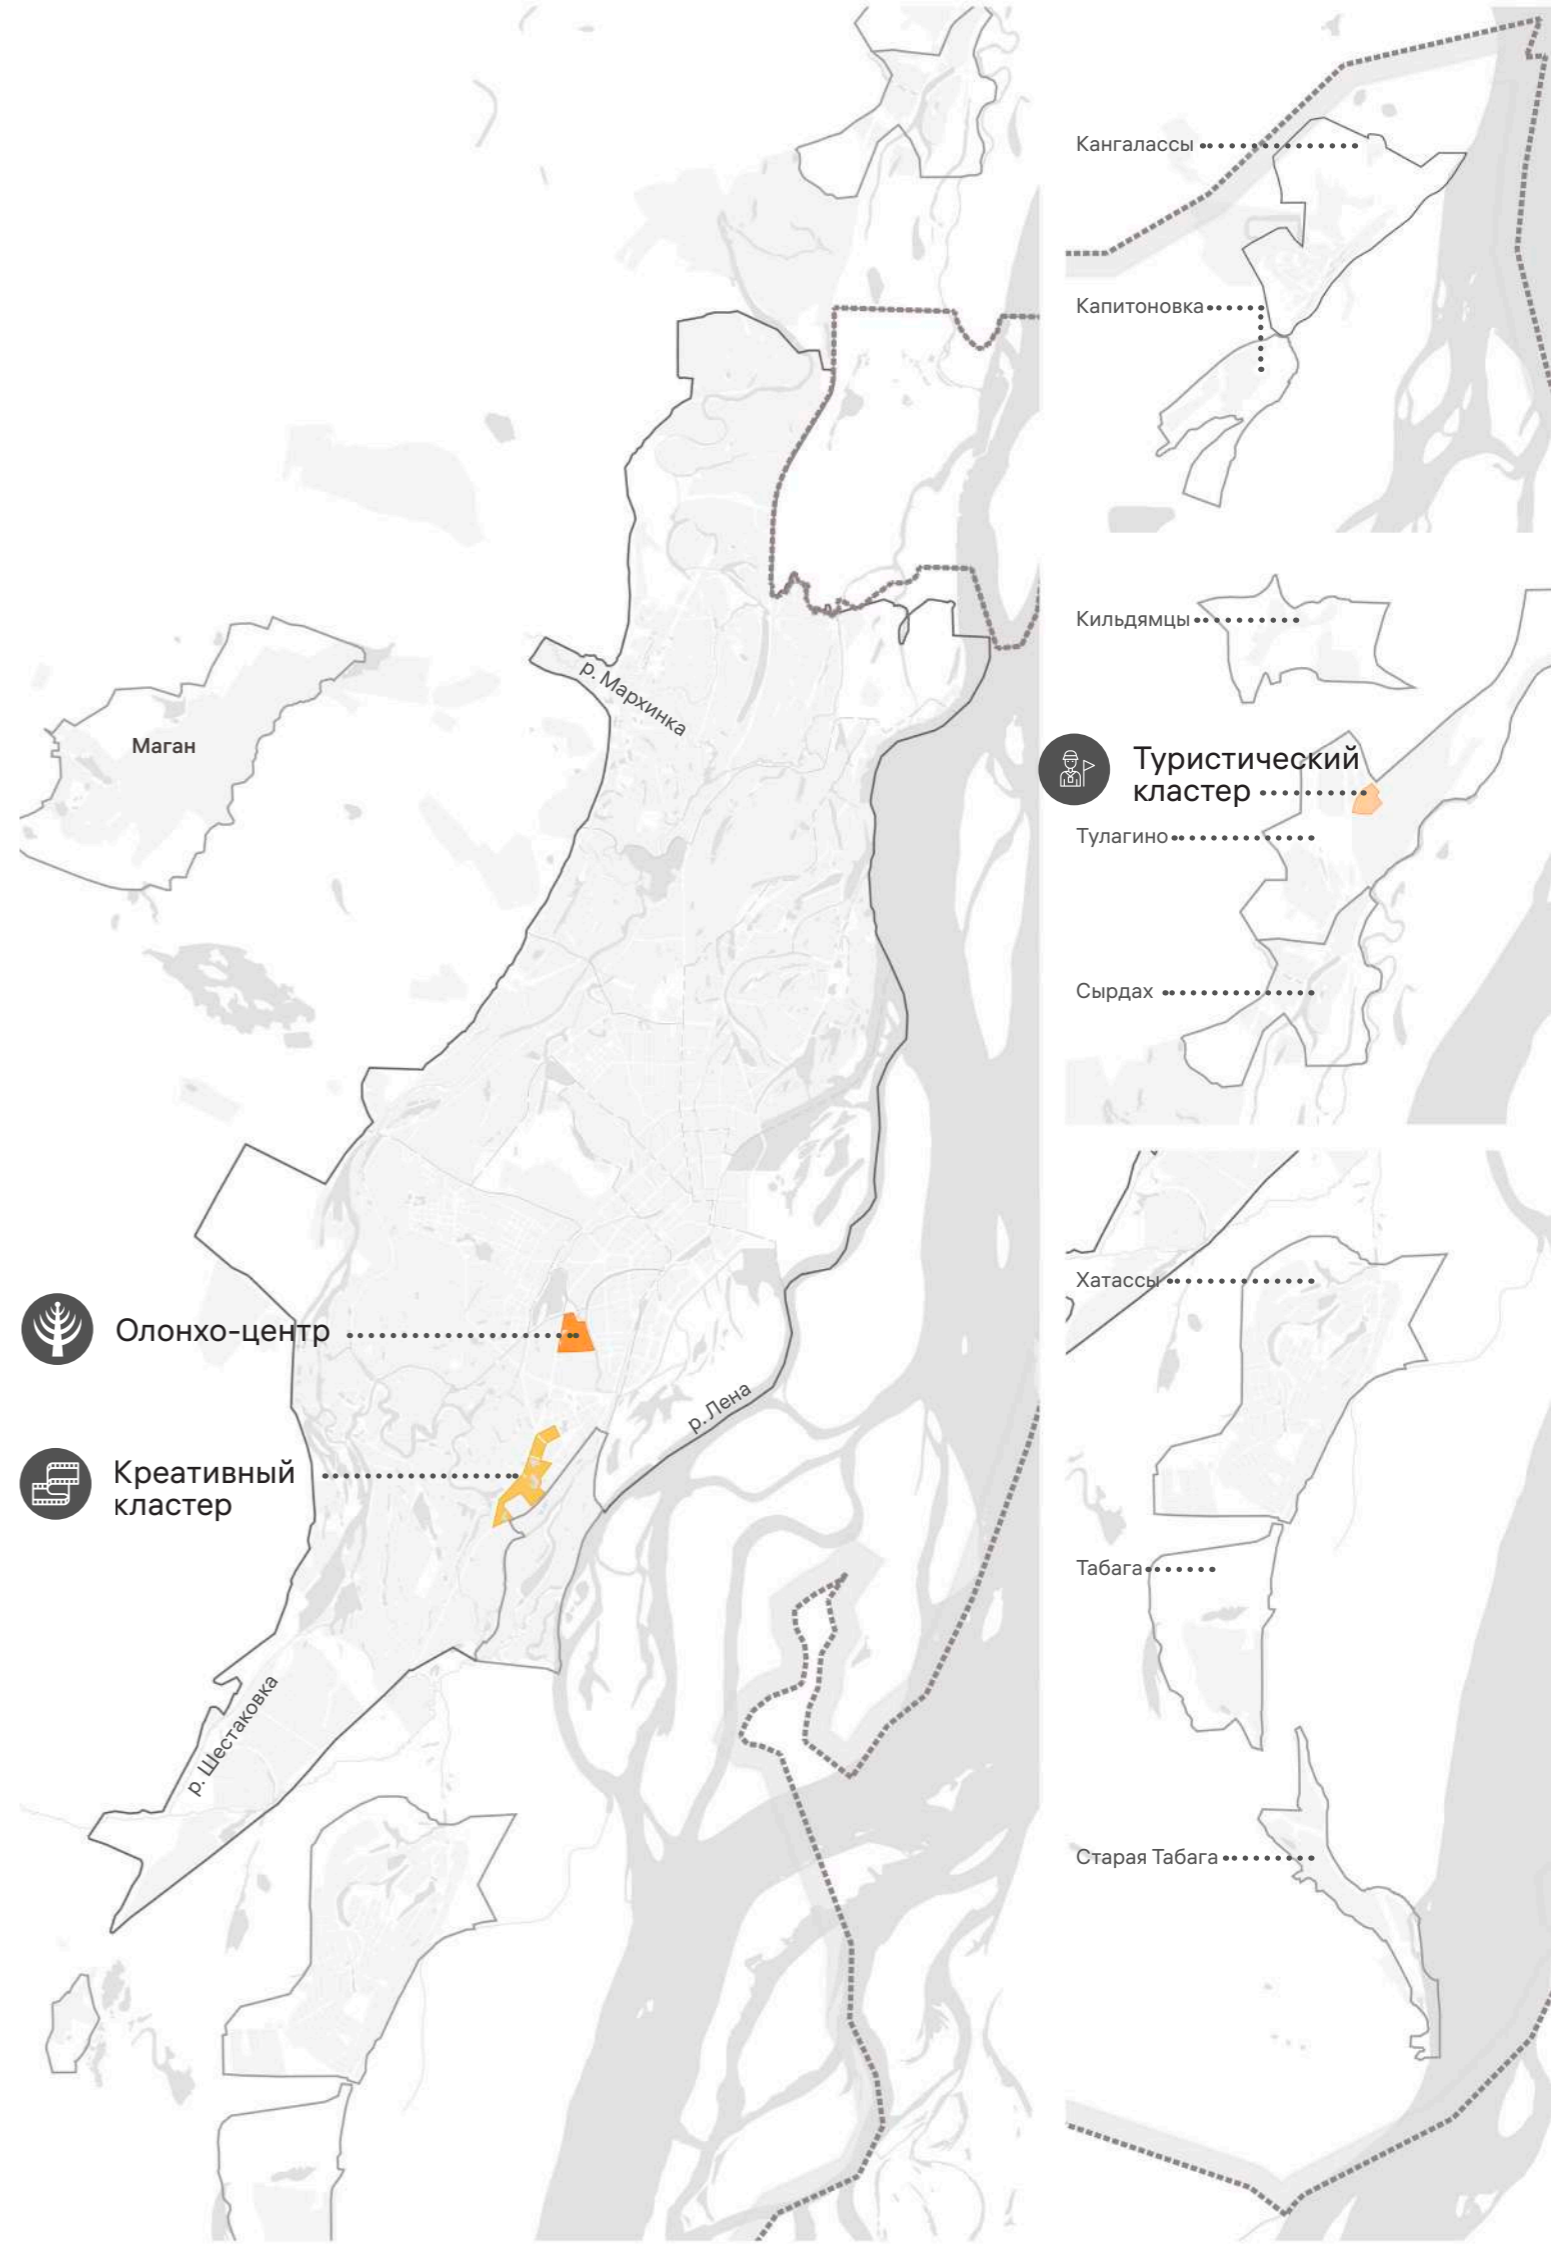 Кангалассы
Капитоновка
Кильдямцы
р. Мархинка
Маган
Туристический
кластер
Тулагино
Сырдах
Хатассы
Олонхо-центр
р. Лена
Креативный
кластер
Табага
р. Шестаковка
Старая Табага